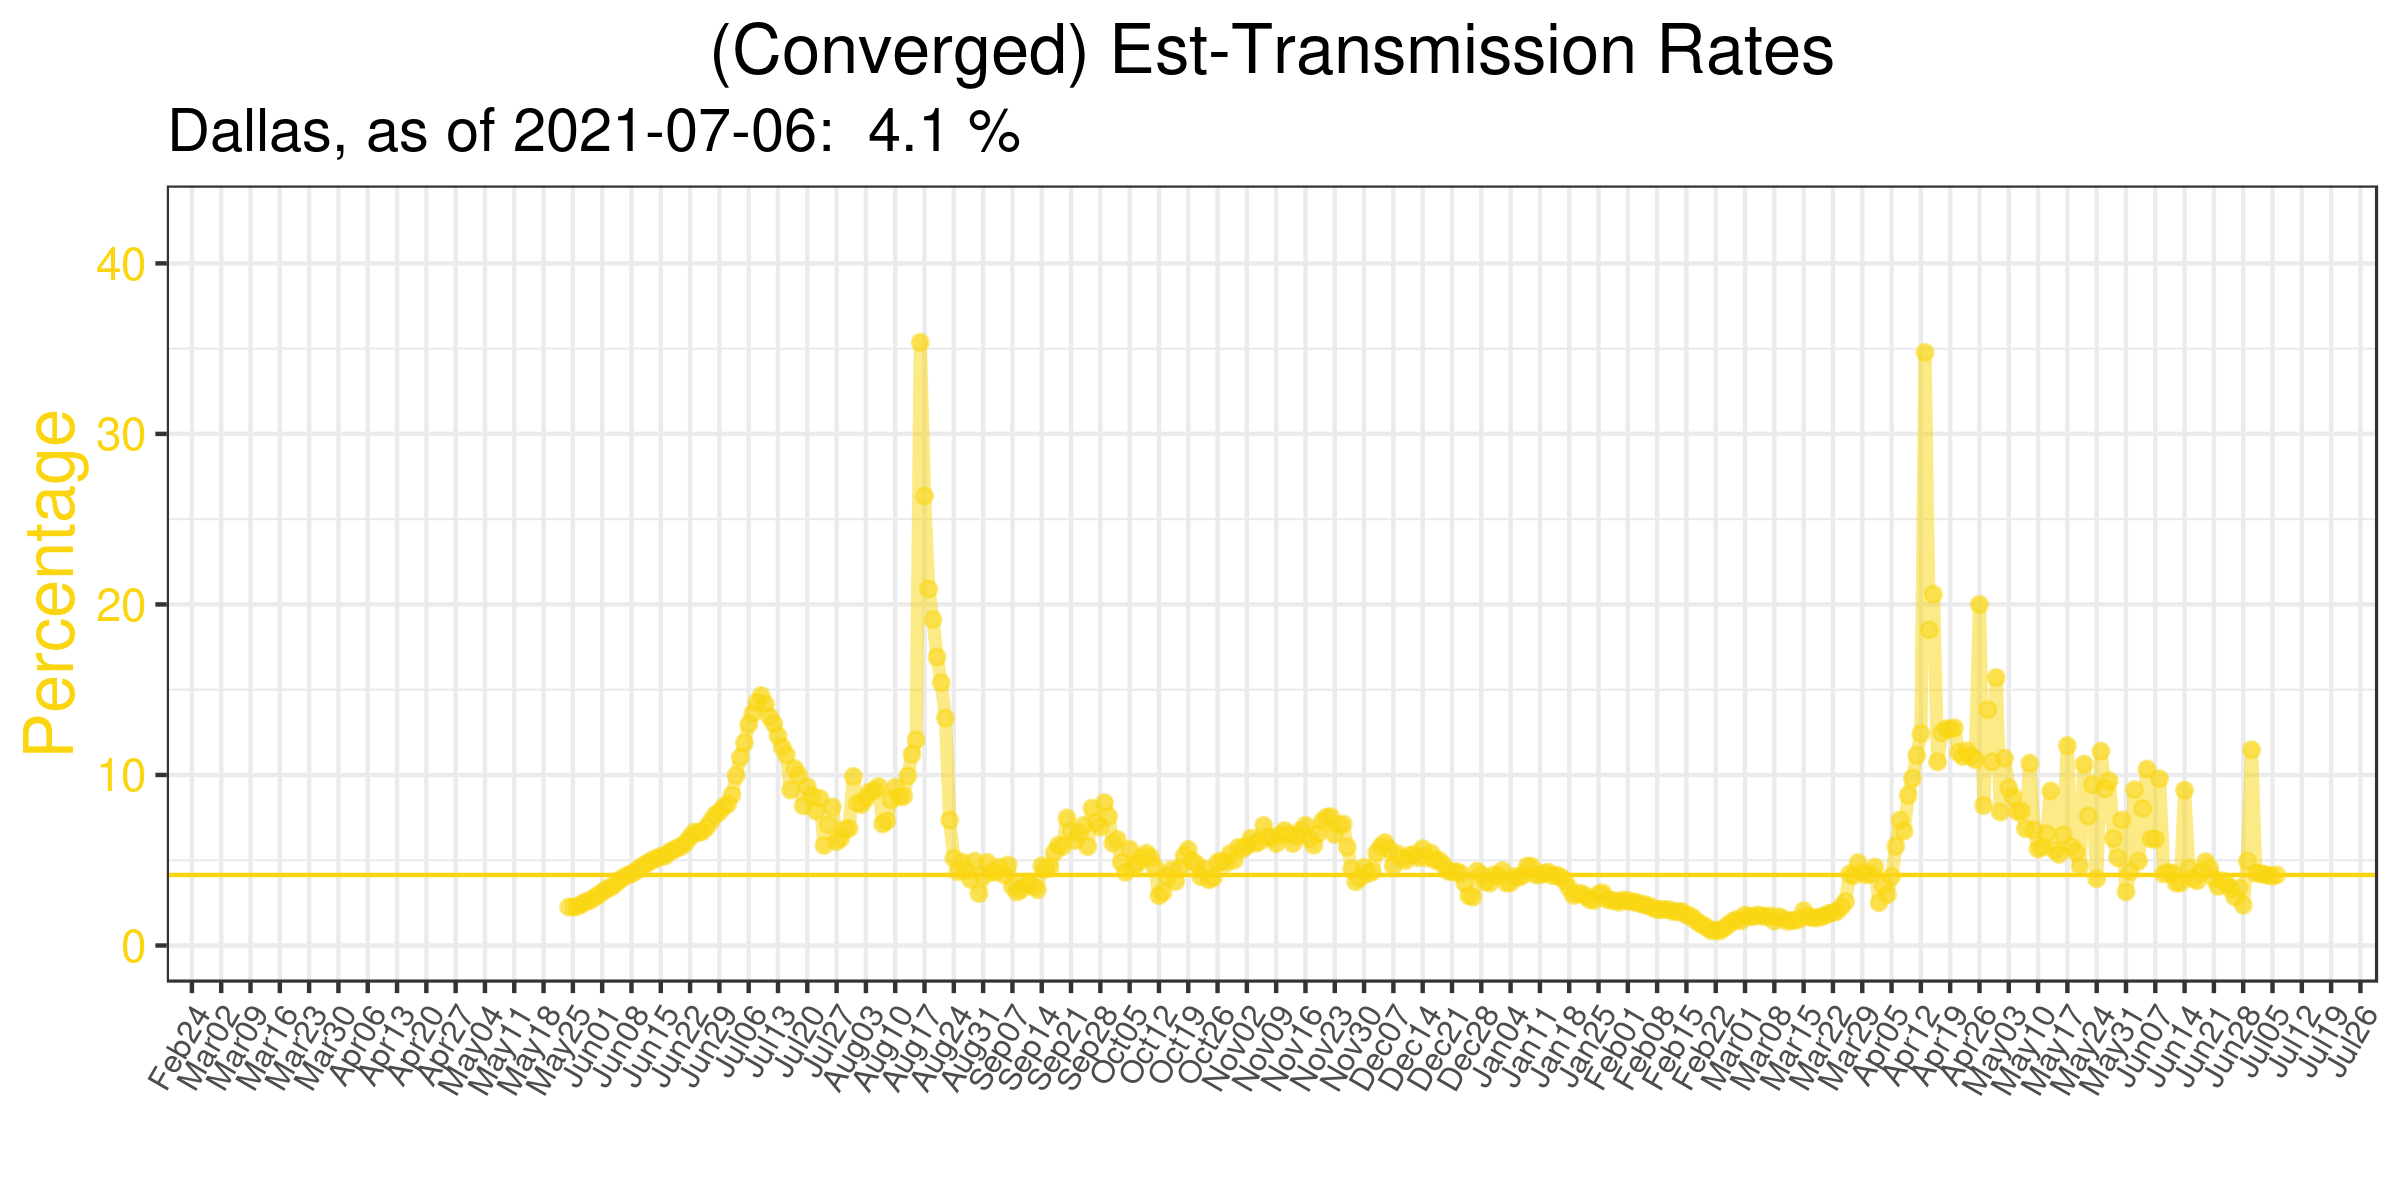 (Converged) Est-Transmission Rates
Dallas, as of 2021-07-06:  4.1 %
Percentage
40
30
20
10
0
Feb24
Mar02
Mar09
Mar16
Mar23
Mar30
Apr06
Apr13
Apr20
Apr27
May04
May11
May18
May25
Jun01
Jun08
Jun15
Jun22
Jun29
Jul06
Jul13
Jul20
Jul27
Aug03
Aug10
Aug17
Aug24
Aug31
Sep07
Sep14
Sep21
Sep28
Oct05
Oct12
Oct19
Oct26
Nov02
Nov09
Nov16
Nov23
Nov30
Dec07
Dec14
Dec21
Dec28
Jan04
Jan11
Jan18
Jan25
Feb01
Feb08
Feb15
Feb22
Mar01
Mar08
Mar15
Mar22
Mar29
Apr05
Apr12
Apr19
Apr26
May03
May10
May17
May24
May31
Jun07
Jun14
Jun21
Jun28
Jul05
Jul12
Jul19
Jul26